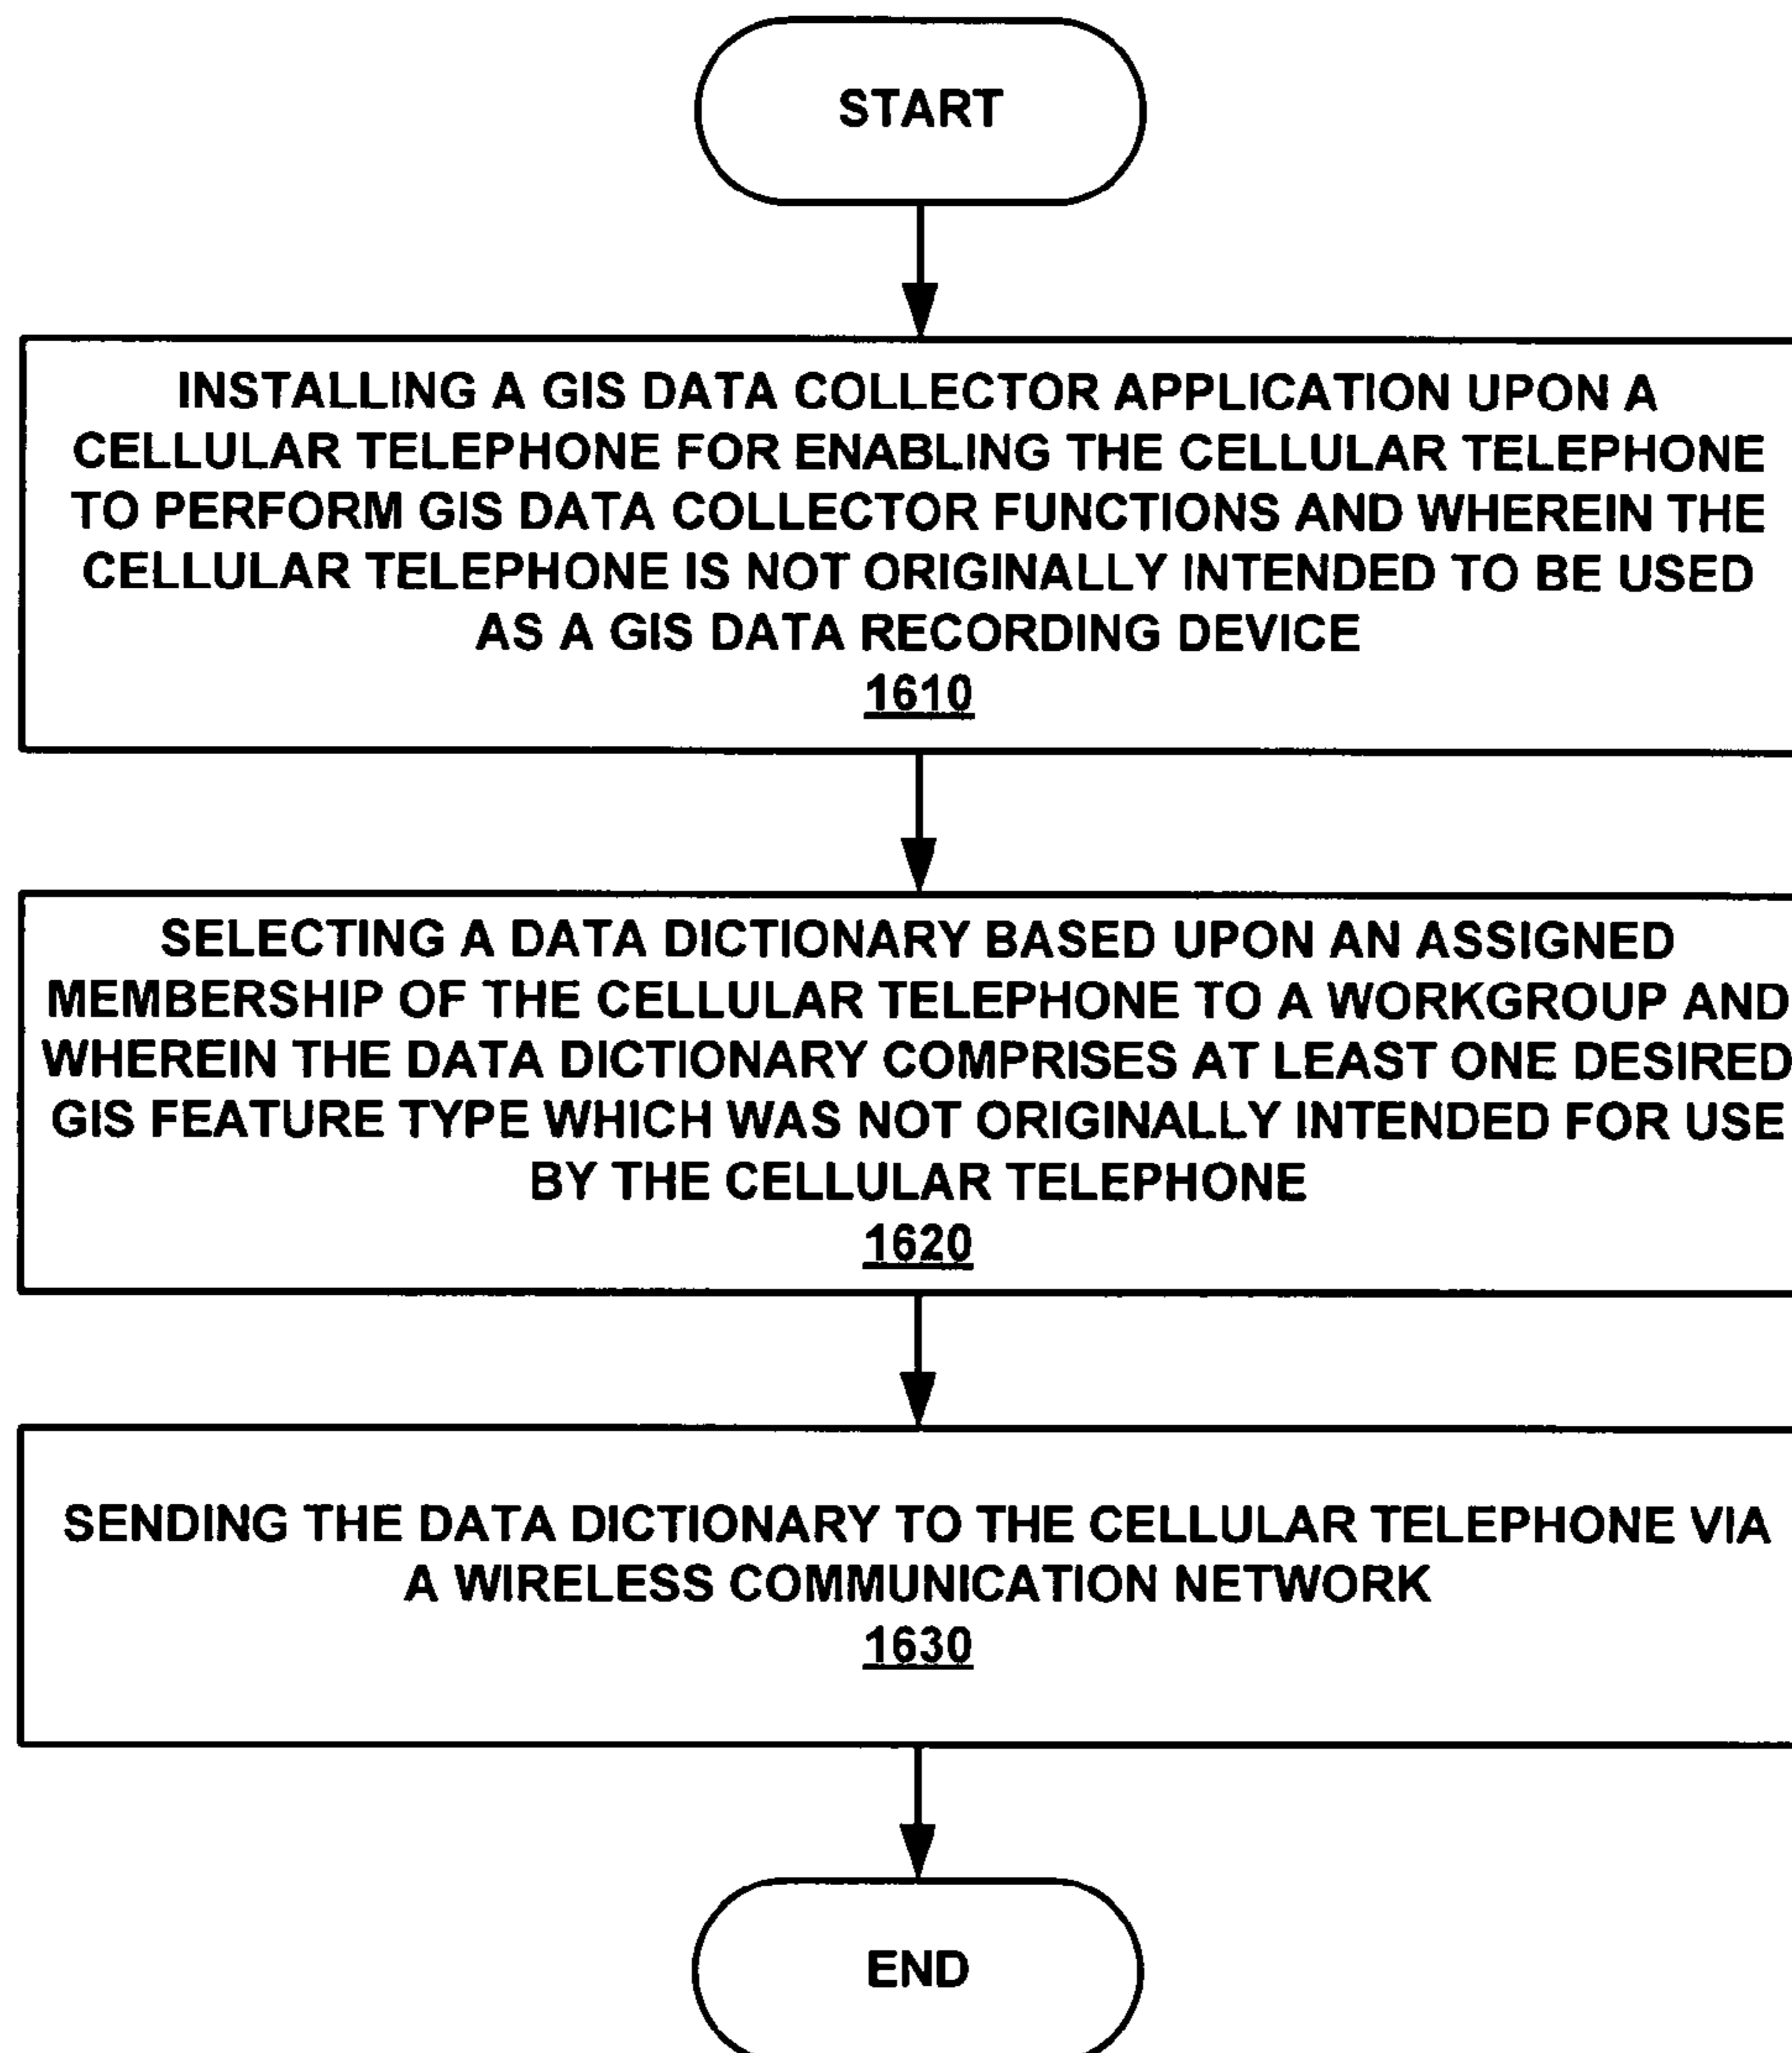 START
INSTALLING A GIS DATA COLLECTOR APPLICATION UPON A
CELLULAR TELEPHONE FOR ENABLING THE CELLULAR TELEPHONE
TO PERFORM GIS DATA COLLECTOR FUNCTIONS AND WHEREIN THE
CELLULAR TELEPHONE IS NOT ORIGINALLY INTENDED TO BE USED
AS A GIS DATA RECORDING DEVICE
1610
SELECTING A DATA DICTIONARY BASED UPON AN ASSIGNED
MEMBERSHIP OF THE CELLULAR TELEPHONE TO A WORKGROUP AND
WHEREIN THE DATA DICTIONARY COMPRISES AT LEAST ONE DESIRED
GIS FEATURE TYPE WHICH WAS NOT ORIGINALLY INTENDED FOR USE
BY THE CELLULAR TELEPHONE
1620
SENDING THE DATA DICTIONARY TO THE CELLULAR TELEPHONE VIA
A WIRELESS COMMUNICATION NETWORK
1630
END